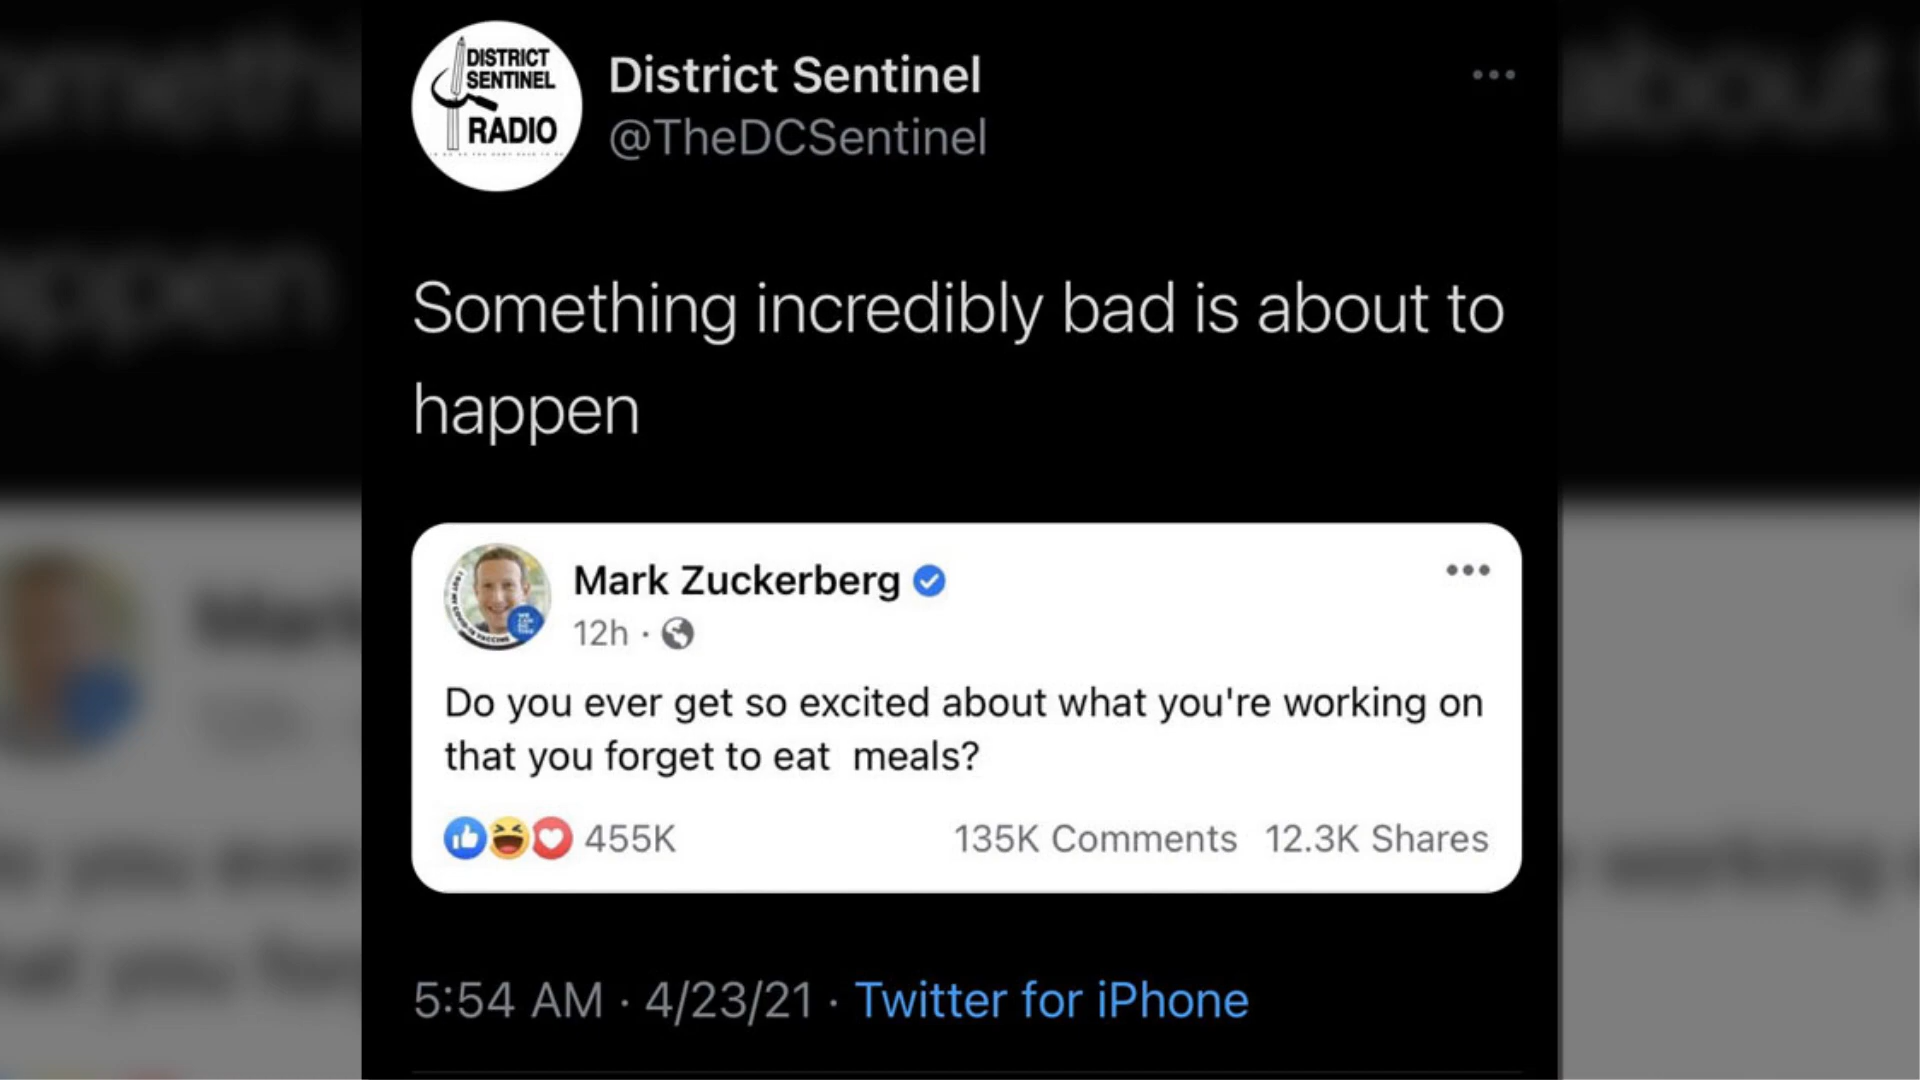 DISTRICT
SENTINEL
RADIO
District Sentinel
@TheDCSentinel
Something incredibly bad is about to
happen
Mark Zuckerberg
12h ·
Do you ever get so excited about what you're working on
that you forget to eat  meals?
455K 135K Comments 12.3K Shares
5:54 AM · 4/23/21 · Twitter for iPhone